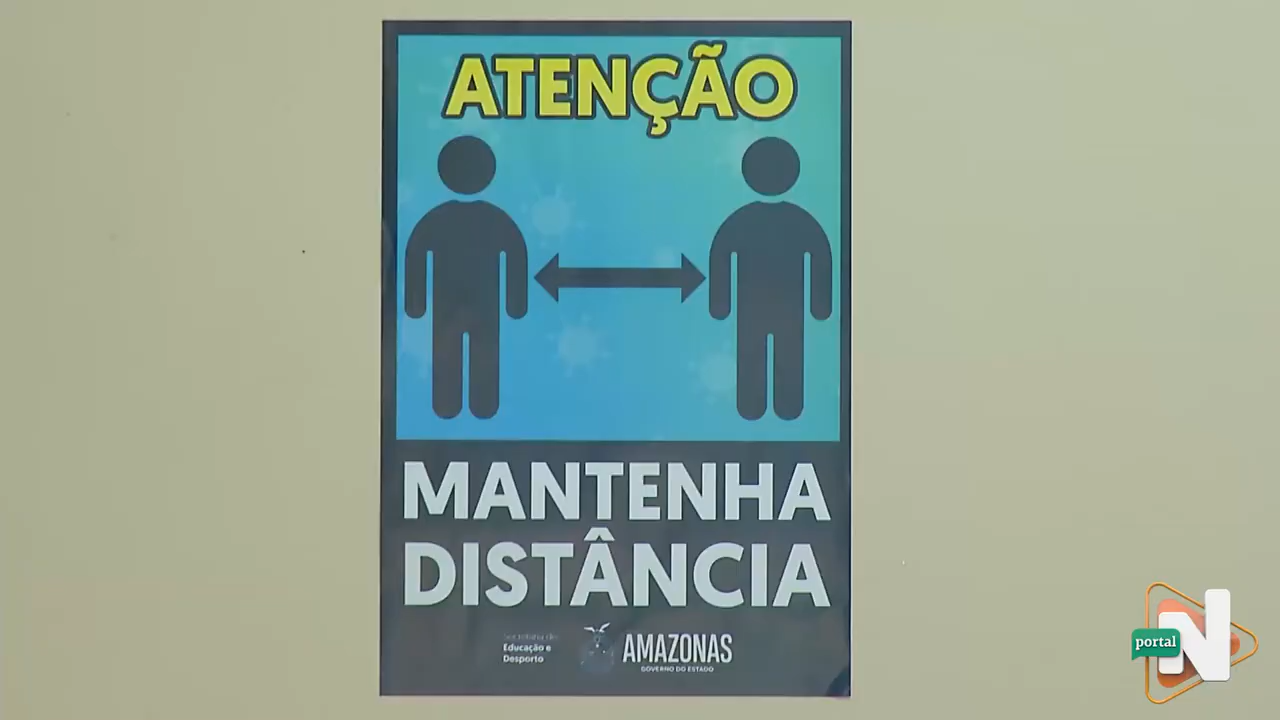 ATENÇÃO
MANTENHA
DISTÂNCIA
Secretaria de
Educação e
Desporto
AMAZONAS
GOVERNO DO ESTADO
portal
N